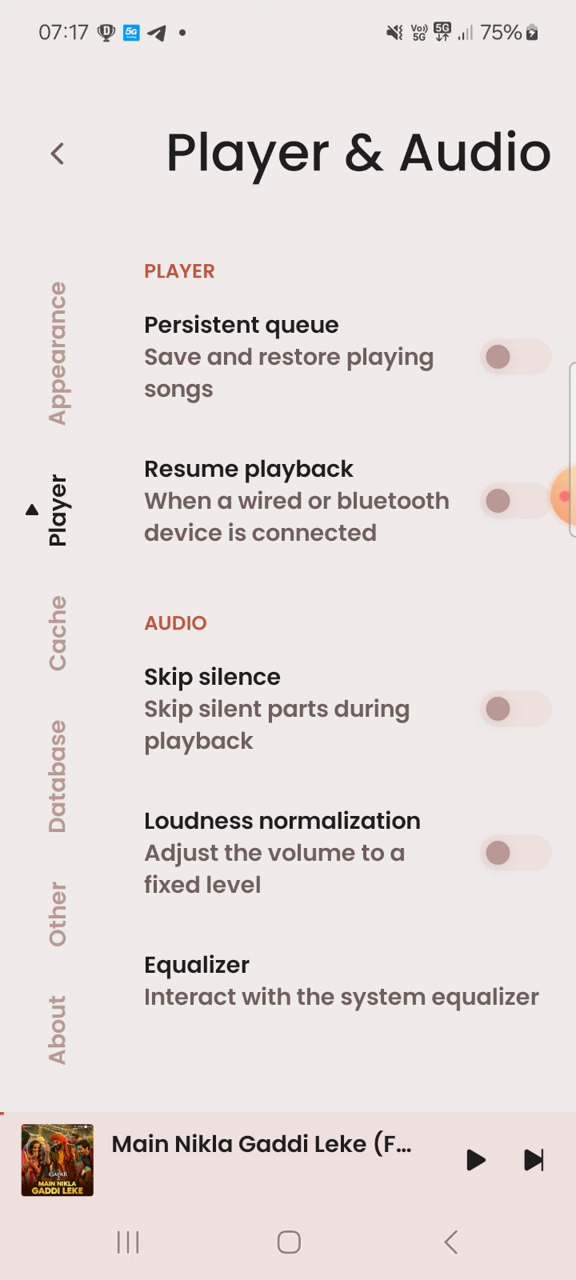 07:17
Vo)) 5G
5G
75%
Player & Audio
Appearance
Player
Cache
Database
Other
About
PLAYER
Persistent queue
Save and restore playing
songs
Resume playback
When a wired or bluetooth
device is connected
AUDIO
Skip silence
Skip silent parts during
playback
Loudness normalization
Adjust the volume to a
fixed level
Equalizer
Interact with the system equalizer
MAIN NIKLA
GADDI LEKE
Main Nikla Gaddi Leke (F...